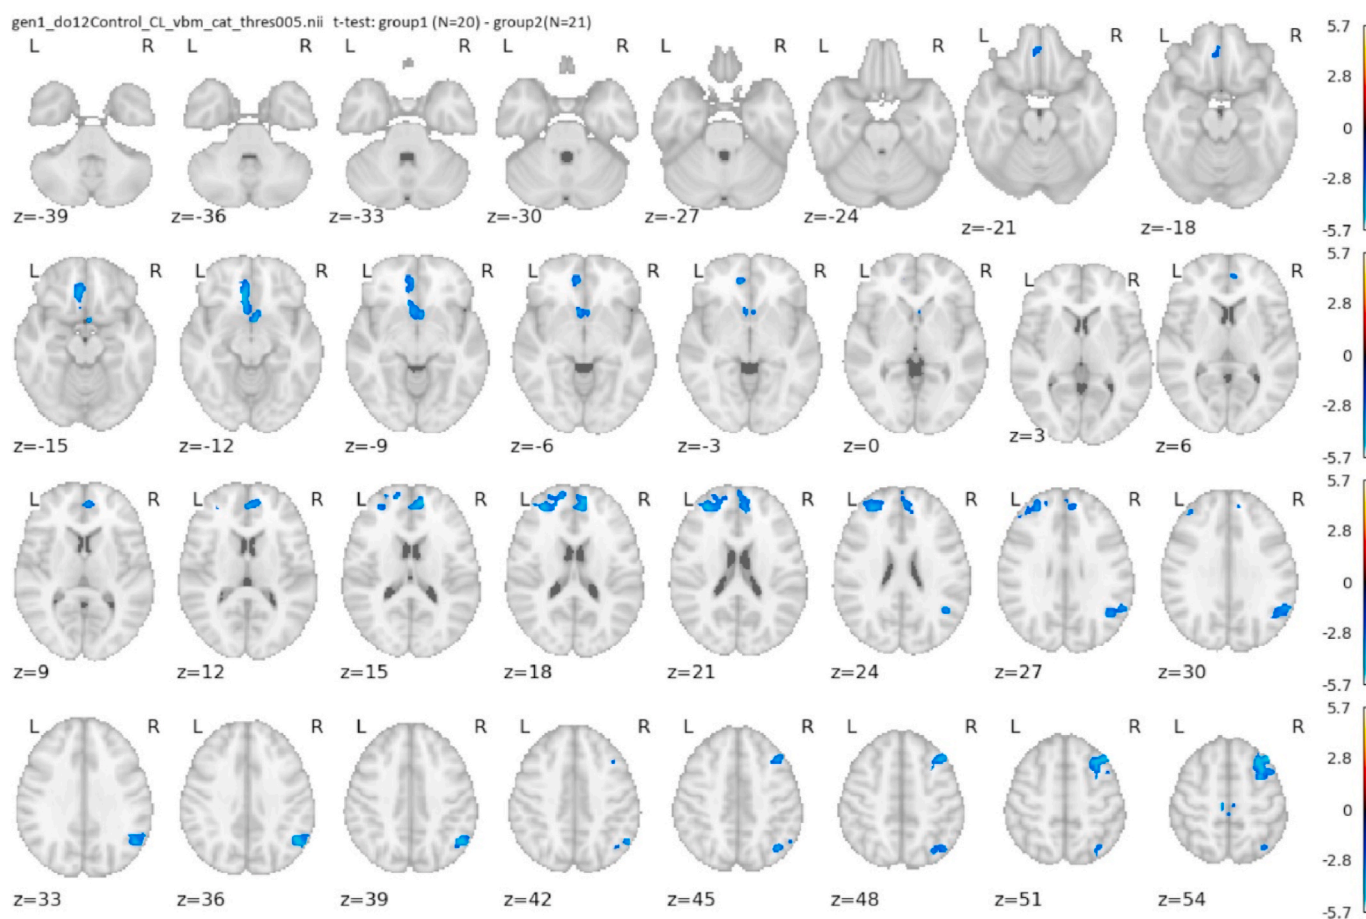 gen1_do12Control_CL_vbm_cat_thres005.nii t-test: group1 (N=20) - group2(N=21)
L R L R L R L R L R L R L R L R
5.7
2.8
0
-2.8
-5.7
z=-39 z=-36 z=-33 z=-30 z=-27 z=-24 z=-21 z=-18
L R L R L R L R L R L R L R L R
5.7
2.8
0
-2.8
-5.7
z=-15 z=-12 z=-9 z=-6 z=-3 z=0 z=3 z=6
L R L R L R L R L R L R L R L R
5.7
2.8
0
-2.8
-5.7
z=9 z=12 z=15 z=18 z=21 z=24 z=27 z=30
L R L R L R L R L R L R L R L R
5.7
2.8
0
-2.8
-5.7
z=33 z=36 z=39 z=42 z=45 z=48 z=51 z=54